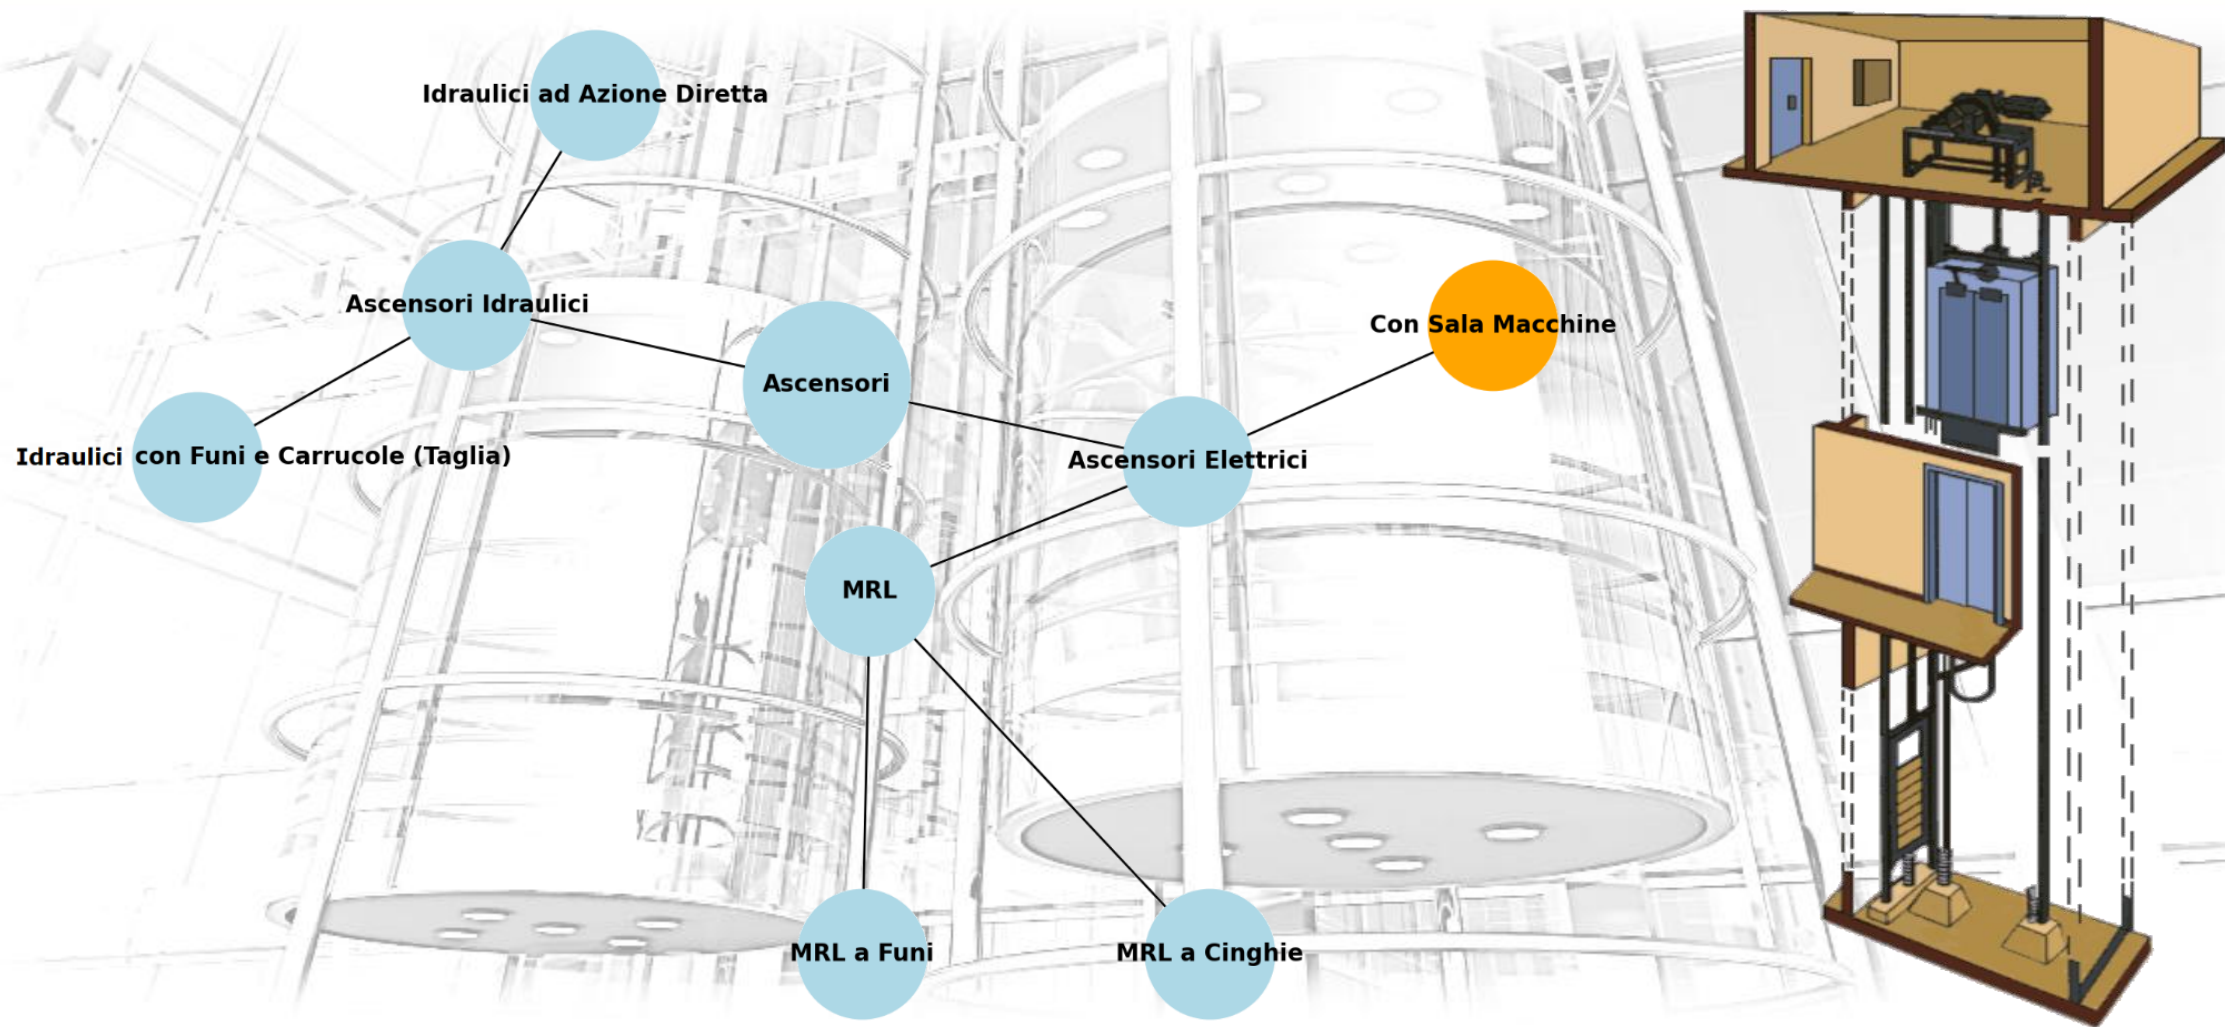 Idraulici ad Azione Diretta
Ascensori Idraulici
Con Sala Macchine
Ascensori
Idraulici con Funi e Carrucole (Taglia)
Ascensori Elettrici
MRL
MRL a Funi
MRL a Cinghie